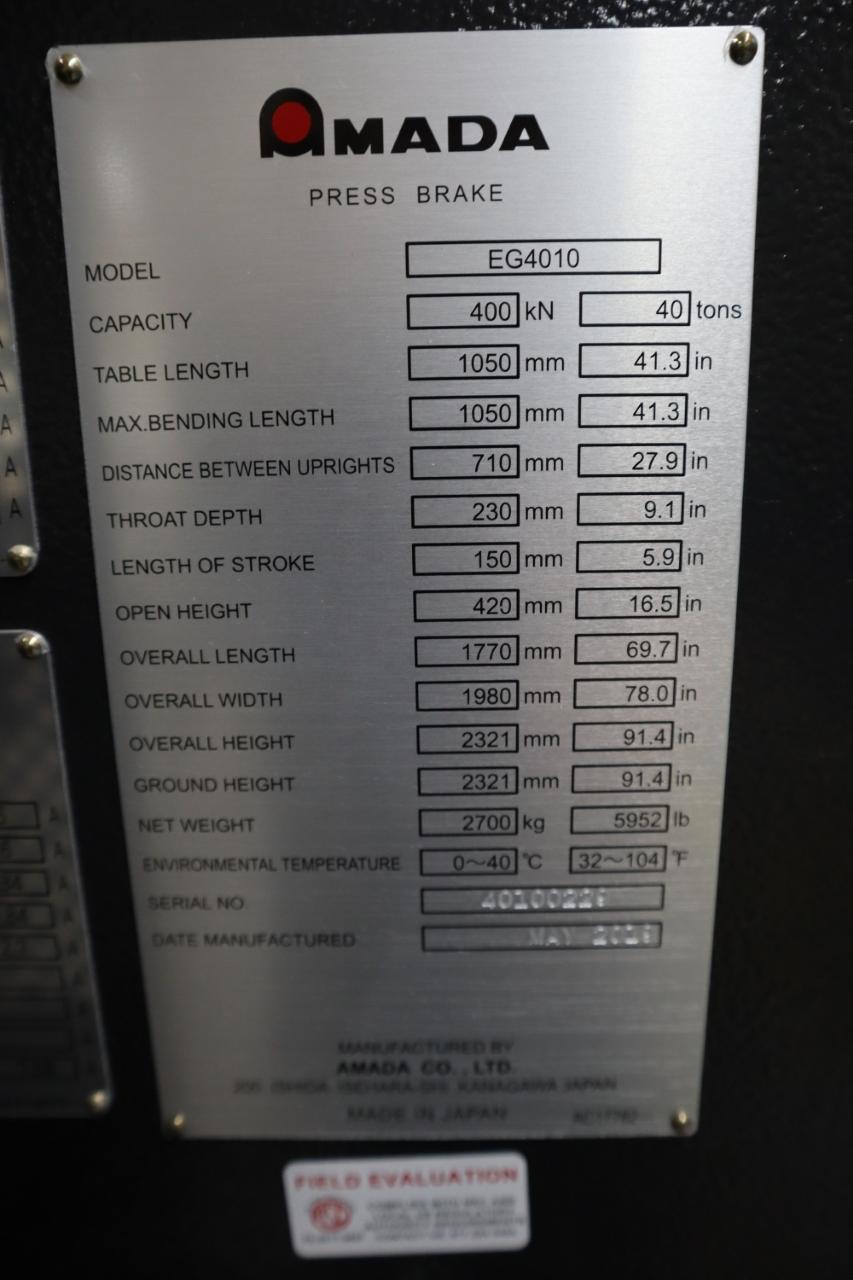 AMADA
PRESS BRAKE
MODEL EG4010
CAPACITY 400 kN 40 tons
TABLE LENGTH 1050 mm 41.3 in
MAX.BENDING LENGTH 1050 mm 41.3 in
DISTANCE BETWEEN UPRIGHTS 710 mm 27.9 in
THROAT DEPTH 230 mm 9.1 in
LENGTH OF STROKE 150 mm 5.9 in
OPEN HEIGHT 420 mm 16.5 in
OVERALL LENGTH 1770 mm 69.7 in
OVERALL WIDTH 1980 mm 78.0 in
OVERALL HEIGHT 2321 mm 91.4 in
GROUND HEIGHT 2321 mm 91.4 in
NET WEIGHT 2700 kg 5952 lb
ENVIRONMENTAL TEMPERATURE 0~40 °C 32~104 °F
SERIAL NO.
DATE MANUFACTURED MAY
MANUFACTURED BY
AMADA CO., LTD.
200, ISHIDA, ISEHARA-SHI, KANAGAWA JAPAN
MADE IN JAPAN
FIELD EVALUATION